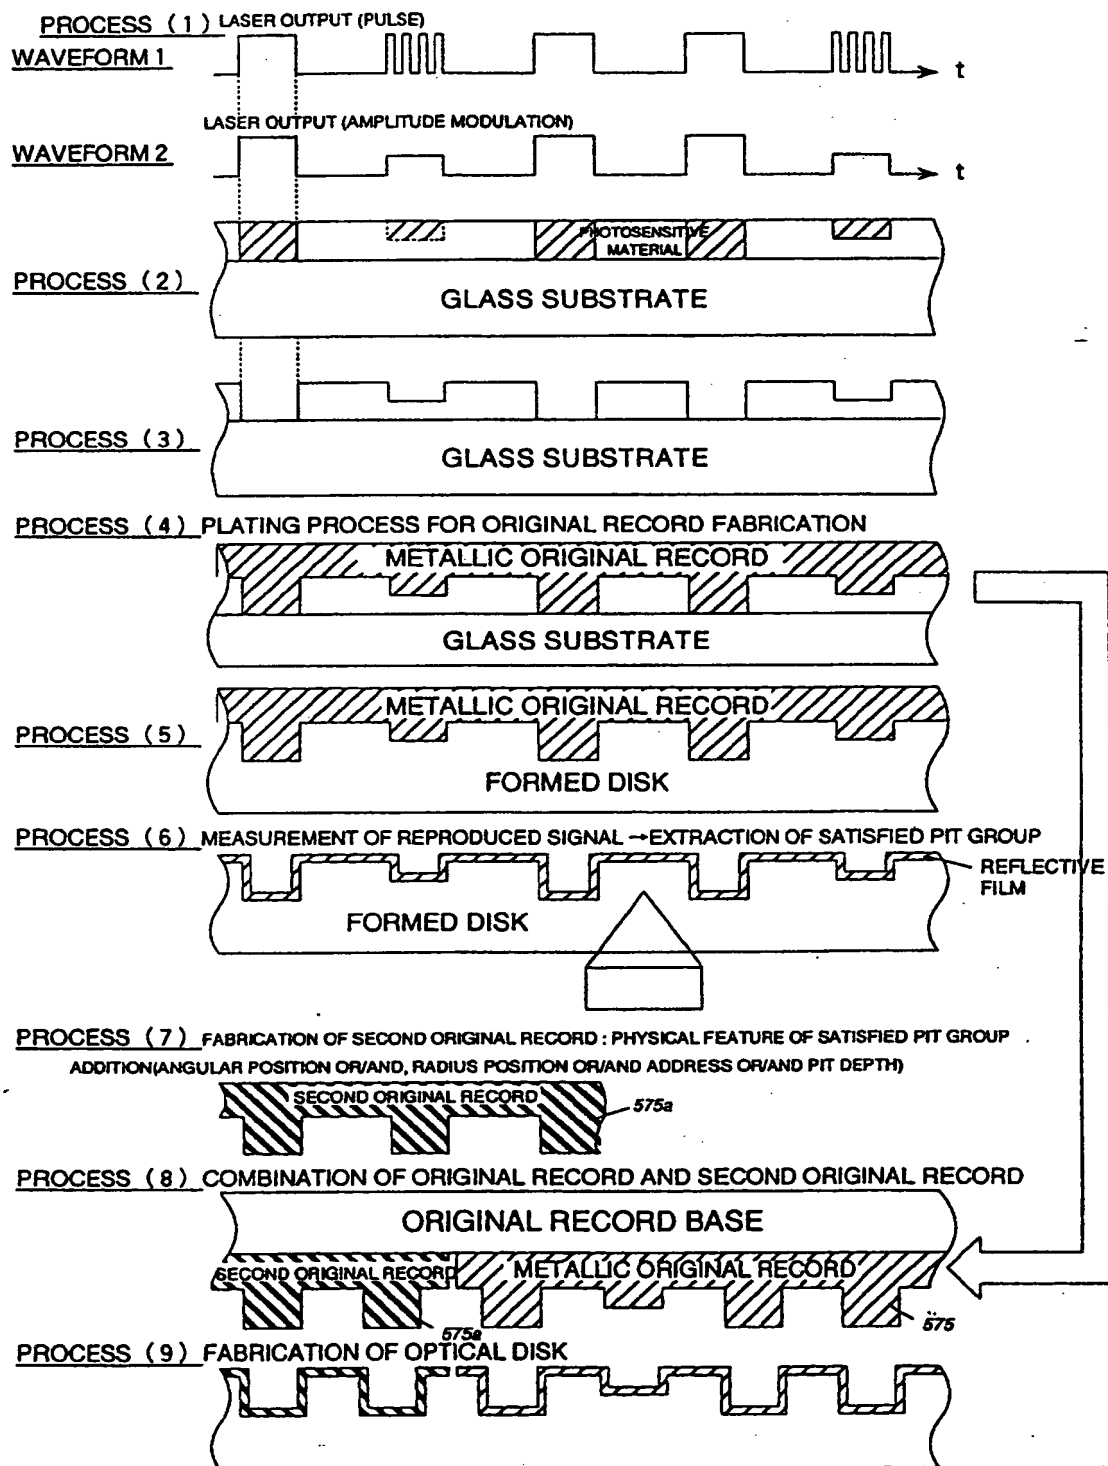 PROCESS (1) LASER OUTPUT (PULSE)
WAVEFORM 1
t
LASER OUTPUT (AMPLITUDE MODULATION)
WAVEFORM 2
t
PHOTOSENSITIVE
MATERIAL
PROCESS (2)
GLASS SUBSTRATE
PROCESS (3)
GLASS SUBSTRATE
PROCESS (4) PLATING PROCESS FOR ORIGINAL RECORD FABRICATION
METALLIC ORIGINAL RECORD
GLASS SUBSTRATE
METALLIC ORIGINAL RECORD
PROCESS (5)
FORMED DISK
PROCESS (6) MEASUREMENT OF REPRODUCED SIGNAL → EXTRACTION OF SATISFIED PIT GROUP
REFLECTIVE
FILM
FORMED DISK
PROCESS (7) FABRICATION OF SECOND ORIGINAL RECORD : PHYSICAL FEATURE OF SATISFIED PIT GROUP
ADDITION(ANGULAR POSITION OR/AND, RADIUS POSITION OR/AND ADDRESS OR/AND PIT DEPTH)
SECOND ORIGINAL RECORD
575a
PROCESS (8) COMBINATION OF ORIGINAL RECORD AND SECOND ORIGINAL RECORD
ORIGINAL RECORD BASE
SECOND ORIGINAL RECORD
METALLIC ORIGINAL RECORD
575a
575
PROCESS (9) FABRICATION OF OPTICAL DISK